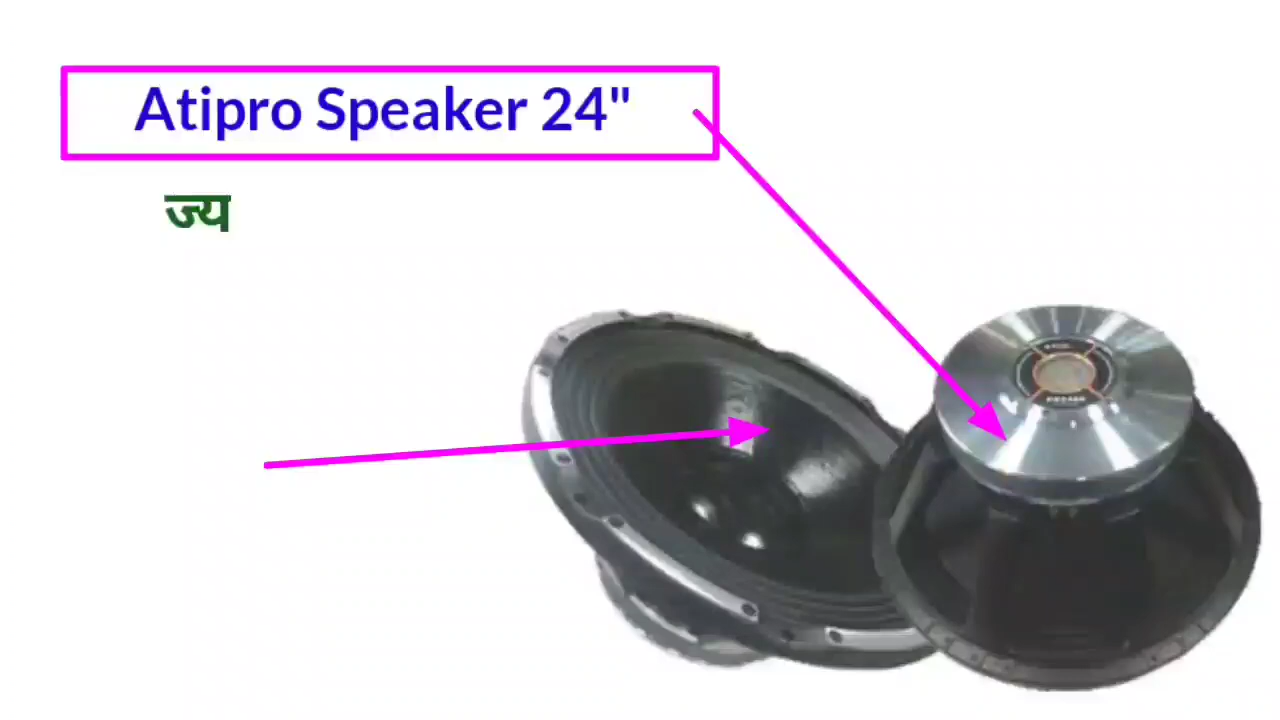 Atipro Speaker 24"
ज्य